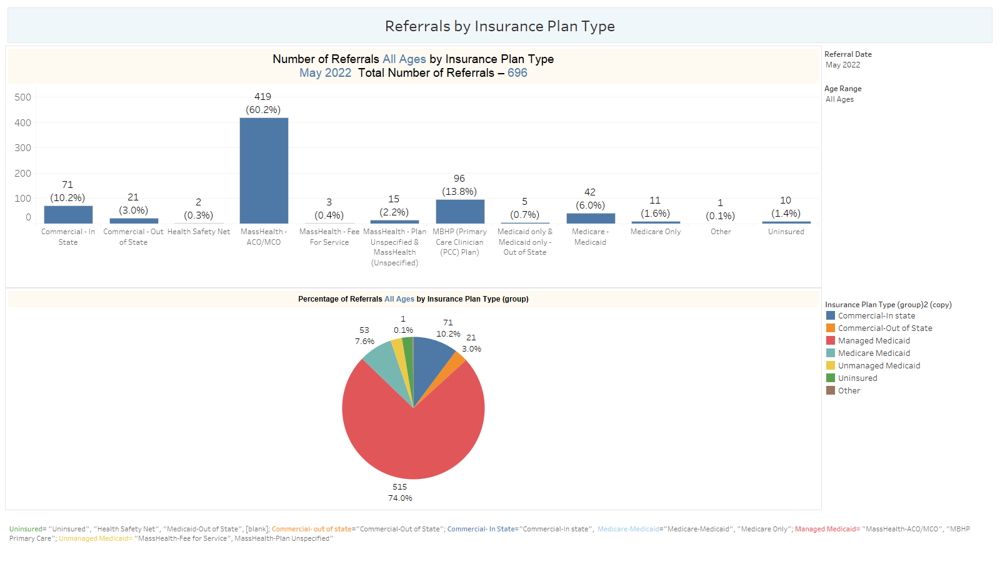 Referrals by Insurance Plan Type
Number of Referrals All Ages by Insurance Plan Type
May 2022 Total Number of Referrals – 696
Referral Date
May 2022
Age Range
All Ages
500
400
300
200
100
0
71
(10.2%)
21
(3.0%)
2
(0.3%)
419
(60.2%)
3
(0.4%)
15
(2.2%)
96
(13.8%)
5
(0.7%)
42
(6.0%)
11
(1.6%)
1
(0.1%)
10
(1.4%)
Commercial - In
State
Commercial - Out
of State
Health Safety Net
MassHealth -
ACO/MCO
MassHealth - Fee
For Service
MassHealth - Plan
Unspecified &
MassHealth
(Unspecified)
MBHP (Primary
Care Clinician
(PCC) Plan)
Medicaid only &
Medicaid only -
Out of State
Medicare -
Medicaid
Medicare Only
Other
Uninsured
Percentage of Referrals All Ages by Insurance Plan Type (group)
1
0.1%
71
10.2%
21
3.0%
53
7.6%
515
74.0%
Insurance Plan Type (group)2 (copy)
Commercial-In state
Commercial-Out of State
Managed Medicaid
Medicare Medicaid
Unmanaged Medicaid
Uninsured
Other
Uninsured= "Uninsured", "Health Safety Net", "Medicaid-Out of State", [blank]; Commercial- out of state="Commercial-Out of State"; Commercial- In State="Commercial-In state", Medicare-Medicaid="Medicare-Medicaid", "Medicare Only"; Managed Medicaid= "MassHealth-ACO/MCO", "MBHP
Primary Care"; Unmanaged Medicaid= "MassHealth-Fee for Service", MassHealth-Plan Unspecified"